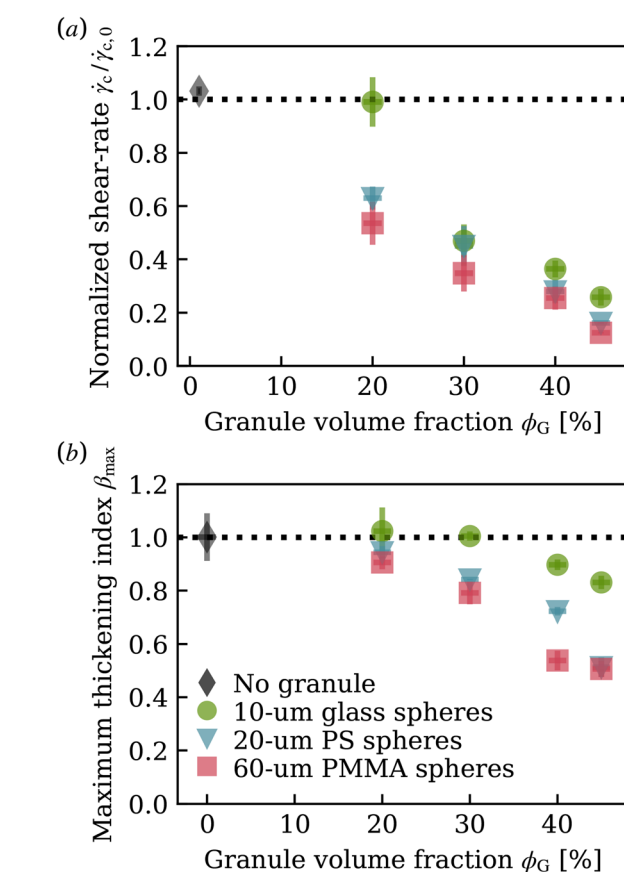 (a)
Normalized shear-rate γ̇c/γ̇c,0
1.2
1.0
0.8
0.6
0.4
0.2
0.0
0 10 20 30 40
Granule volume fraction ϕG [%]
(b)
Maximum thickening index βmax
1.2
1.0
0.8
0.6
0.4
0.2
0.0
No granule
10-um glass spheres
20-um PS spheres
60-um PMMA spheres
0 10 20 30 40
Granule volume fraction ϕG [%]